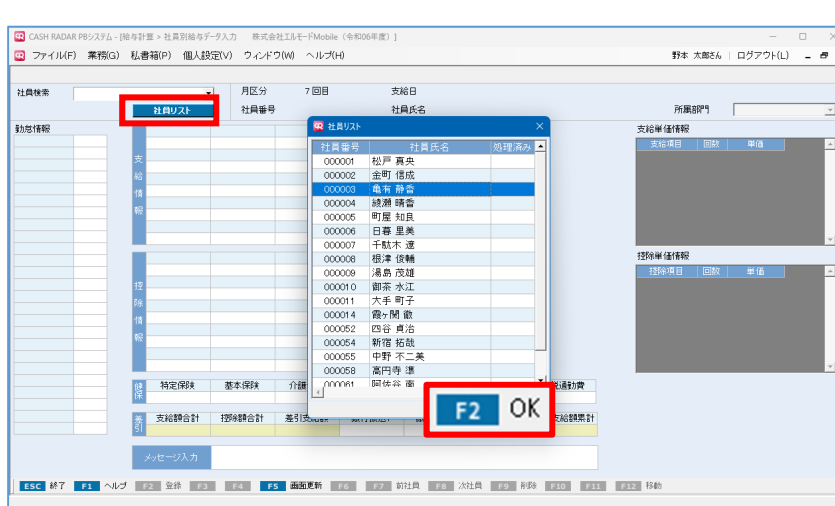 CASH RADAR PBシステム - [給与計算 > 社員別給与データ入力　株式会社エルモードMobile（令和06年度）]
ファイル(F)　業務(G)　私書箱(P)　個人設定(V)　ウィンドウ(W)　ヘルプ(H)　野本 太郎さん　ログアウト(L)
社員検索　月区分　7回目　支給日
社員リスト　社員番号　社員氏名　所属部門
勤怠情報
支給情報
控除情報
健保　特定保険　基本保険
差引　支給額合計　控除額合計　支給額累計
メッセージ入力
支給単価情報
支給項目　回数　単価
控除単価情報
控除項目　回数　単価
社員リスト
社員番号　社員氏名　処理済み
000001　松戸 真央
000002　金町 信成
000003　亀有 静香
000004　綾瀬 晴香
000005　町屋 知良
000006　日暮 里美
000007　千駄木 遼
000008　根津 俊輔
000009　湯島 茂雄
000010　御茶 水江
000011　大手 町子
000014　霞ヶ関 徹
000052　四谷 貞治
000054　新宿 拓哉
000055　中野 不二美
000058　高円寺 準
F2 OK
ESC 終了　F1 ヘルプ　F2 登録　F3　F4　F5 画面更新　F6　F7 前社員　F8 次社員　F9 削除　F10　F11　F12 移動